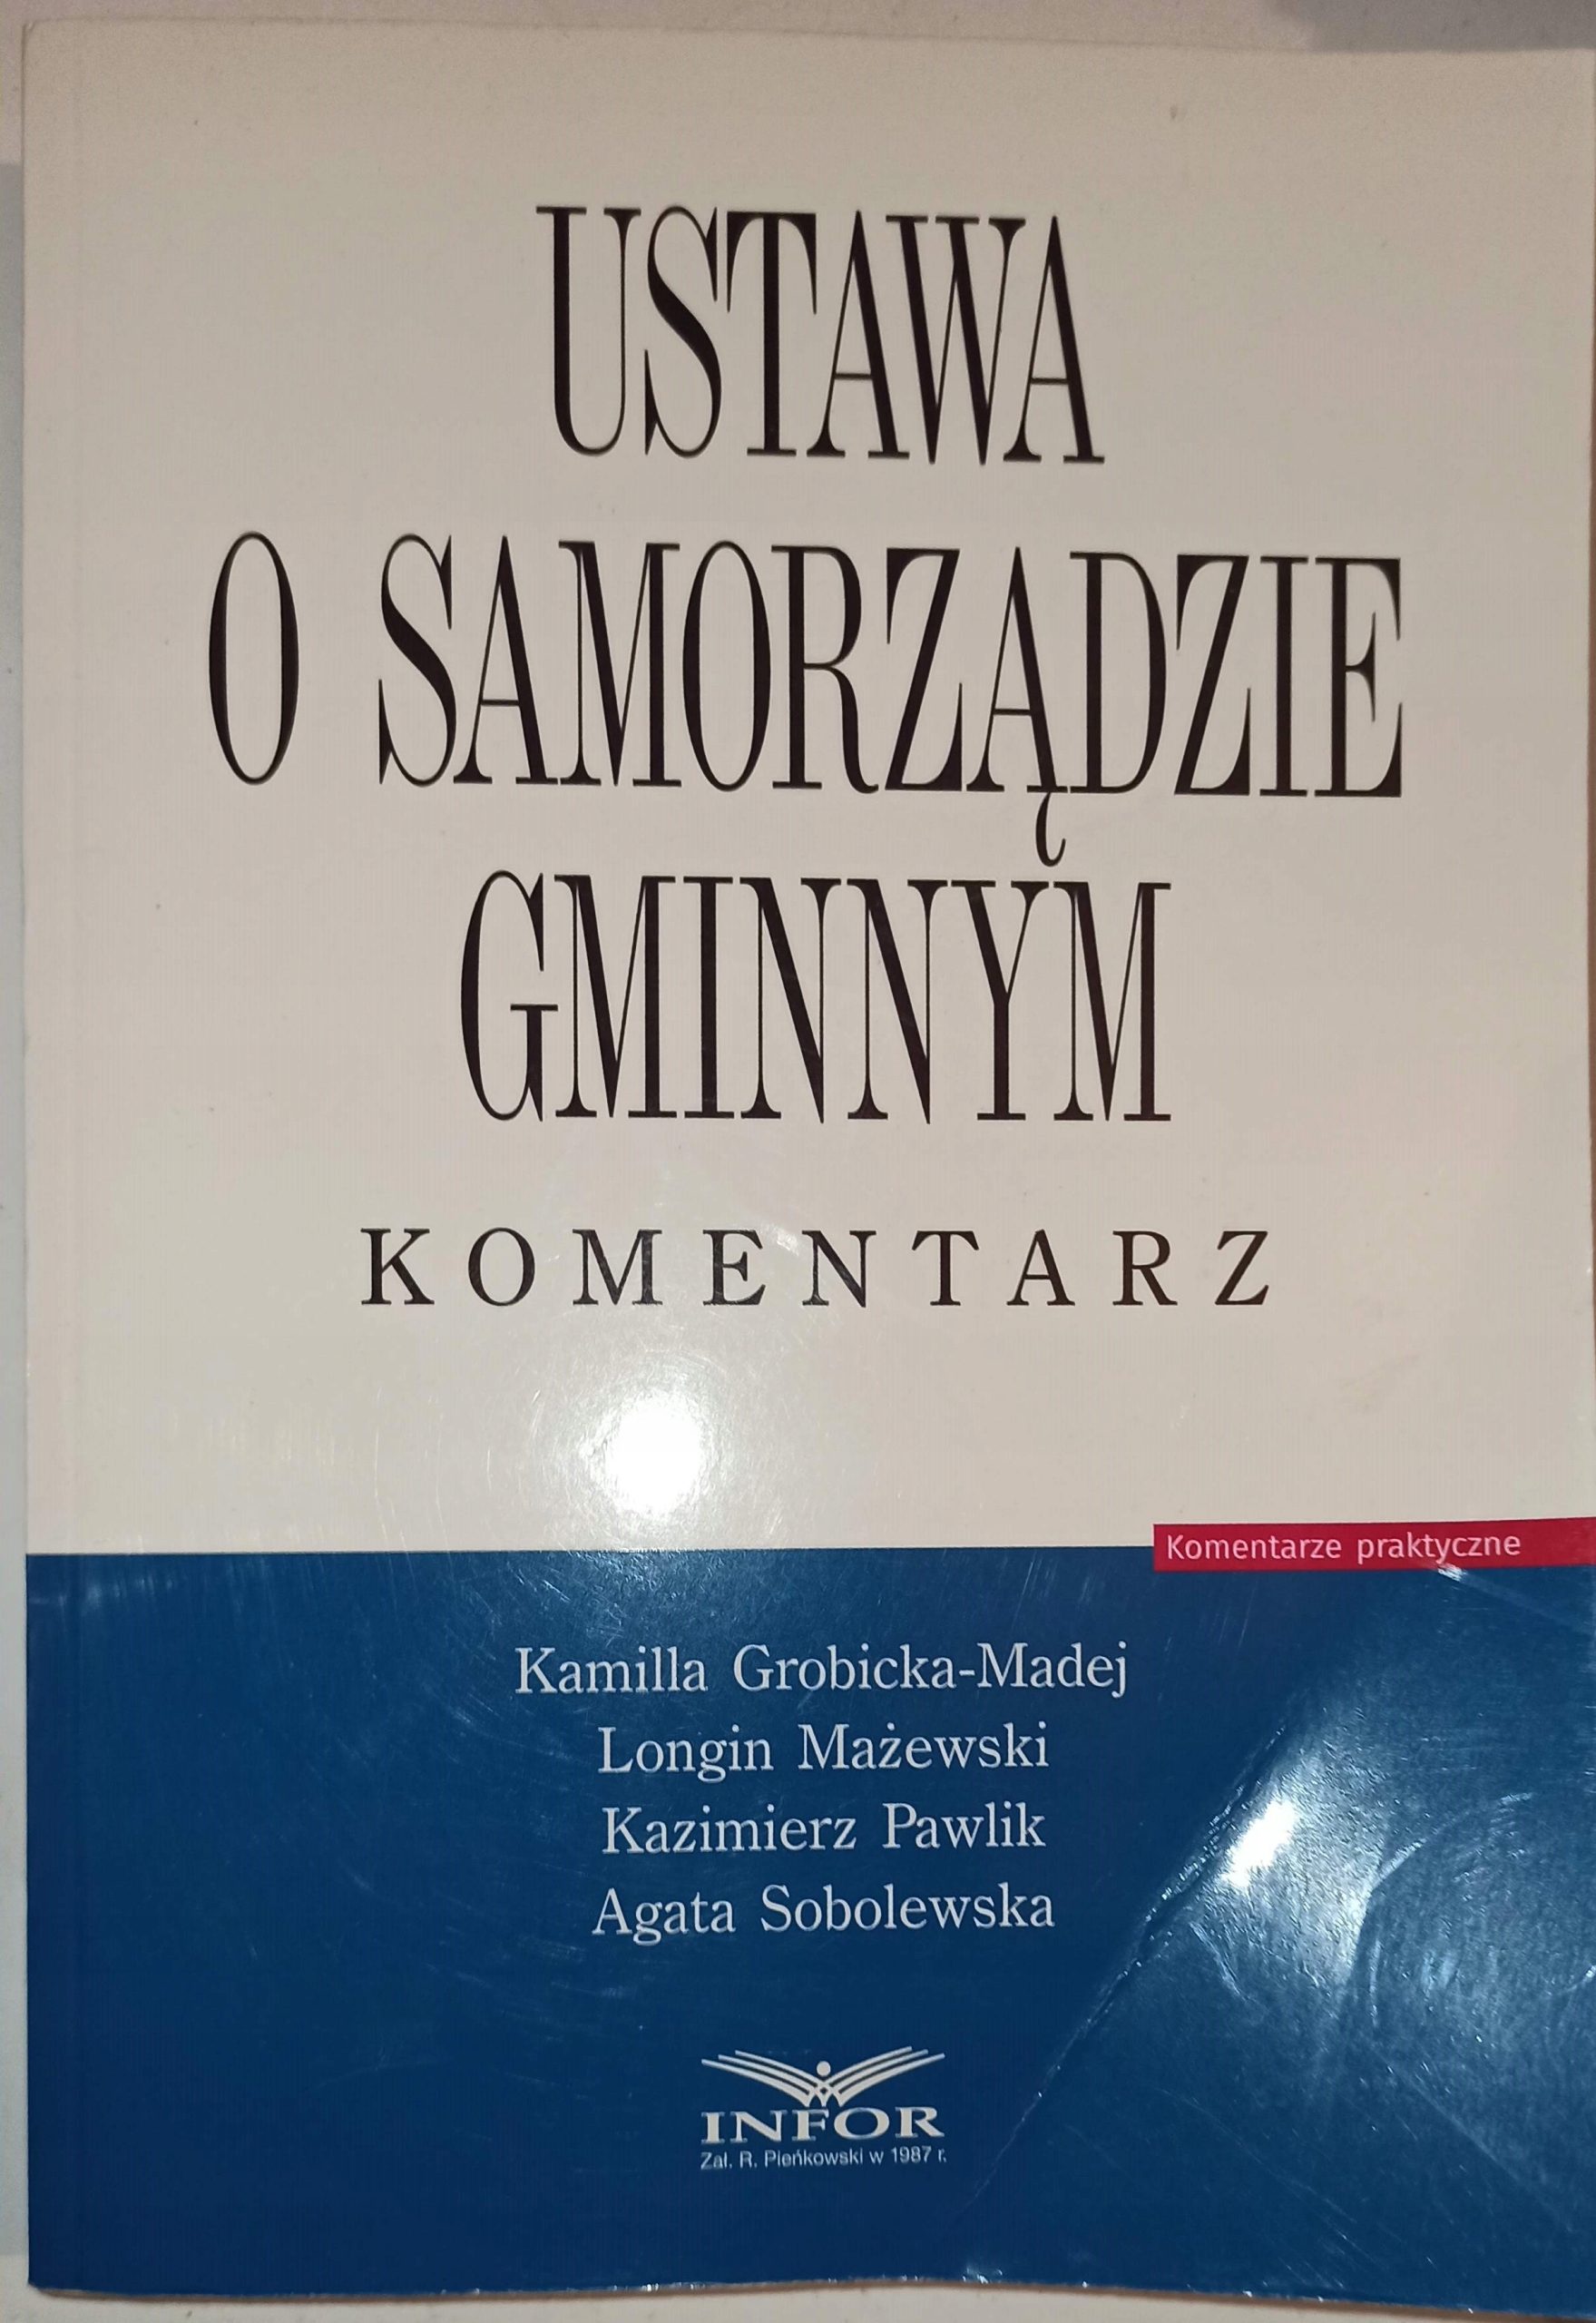 USTAWA
O SAMORZĄDZIE
GMINNYM
KOMENTARZ
Komentarze praktyczne
Kamilla Grobicka-Madej
Longin Mażewski
Kazimierz Pawlik
Agata Sobolewska
INFOR
Zał. R. Pieńkowski w 1987 r.